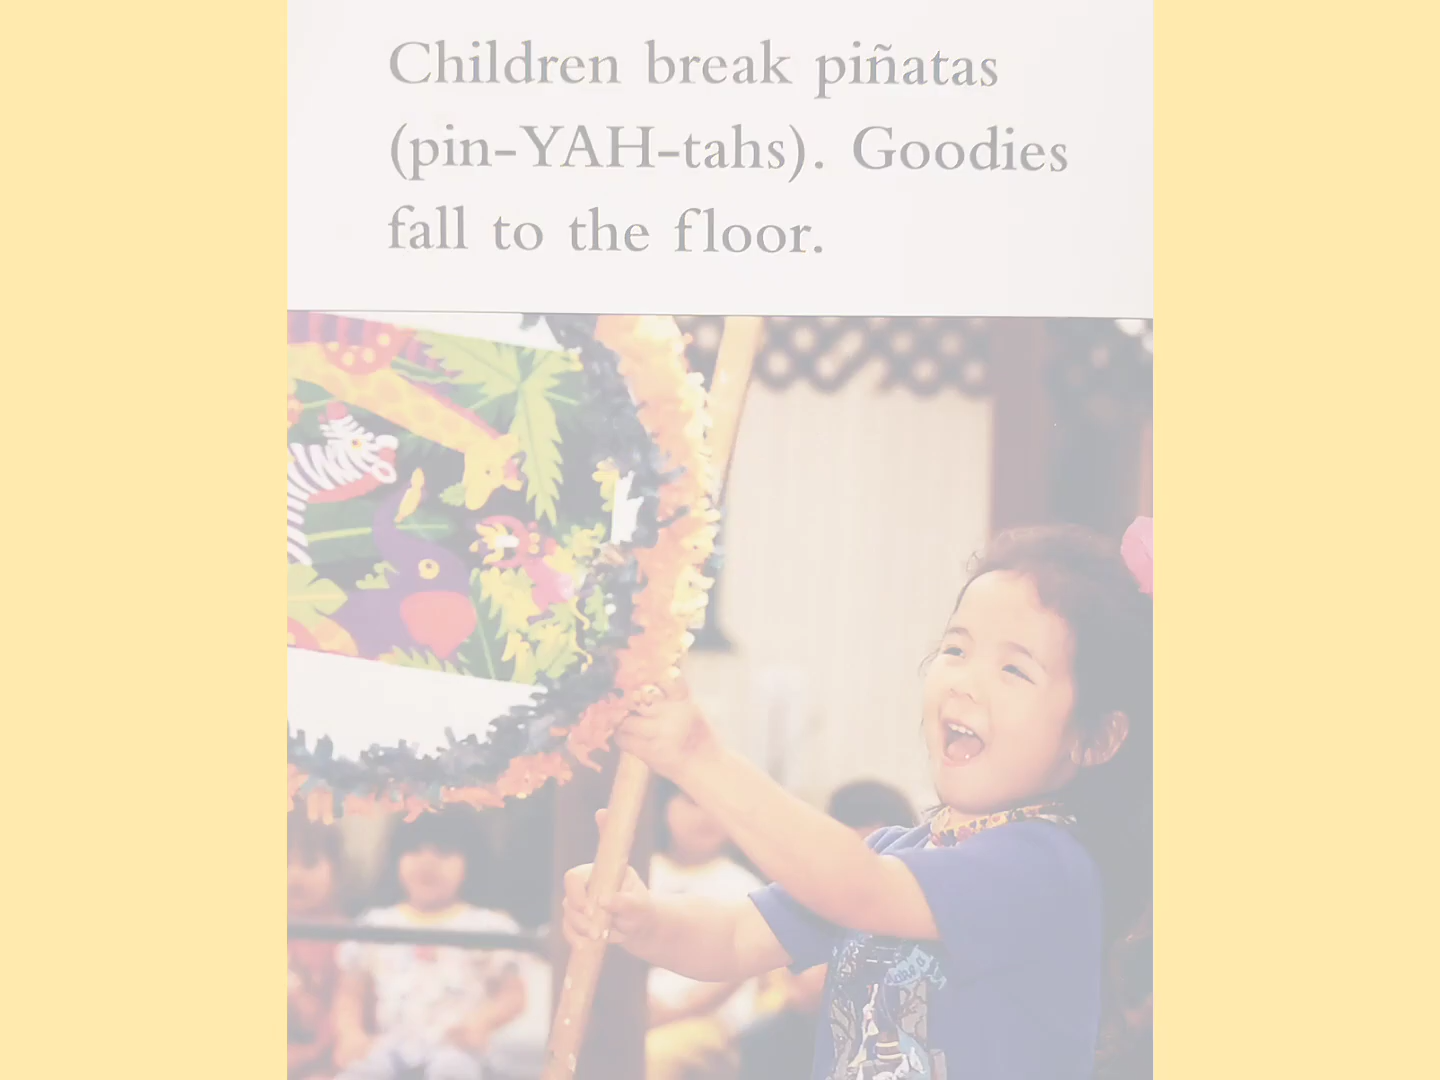 Children break piñatas
(pin-YAH-tahs). Goodies
fall to the floor.